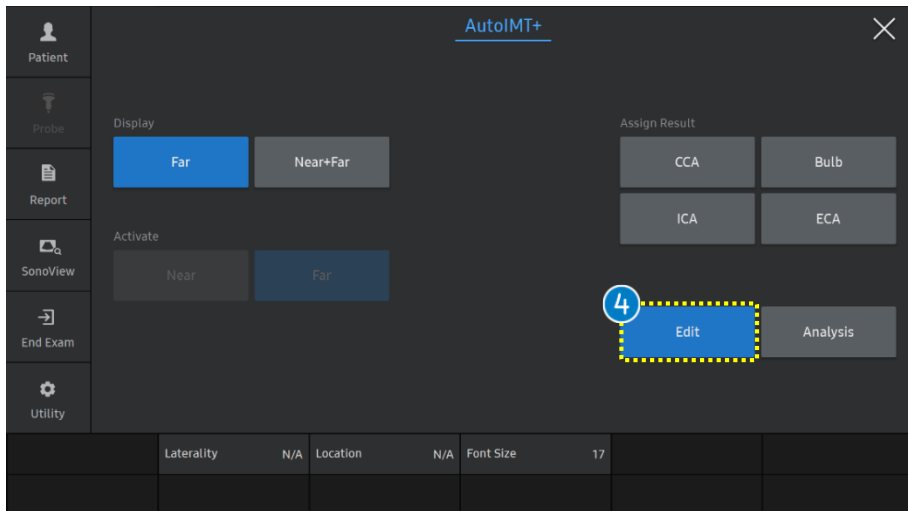 AutoIMT+
Patient
Probe
Report
SonoView
End Exam
Utility
Display
Far
Near+Far
Activate
Near
Far
Assign Result
CCA
Bulb
ICA
ECA
4
Edit
Analysis
Laterality N/A
Location N/A
Font Size 17